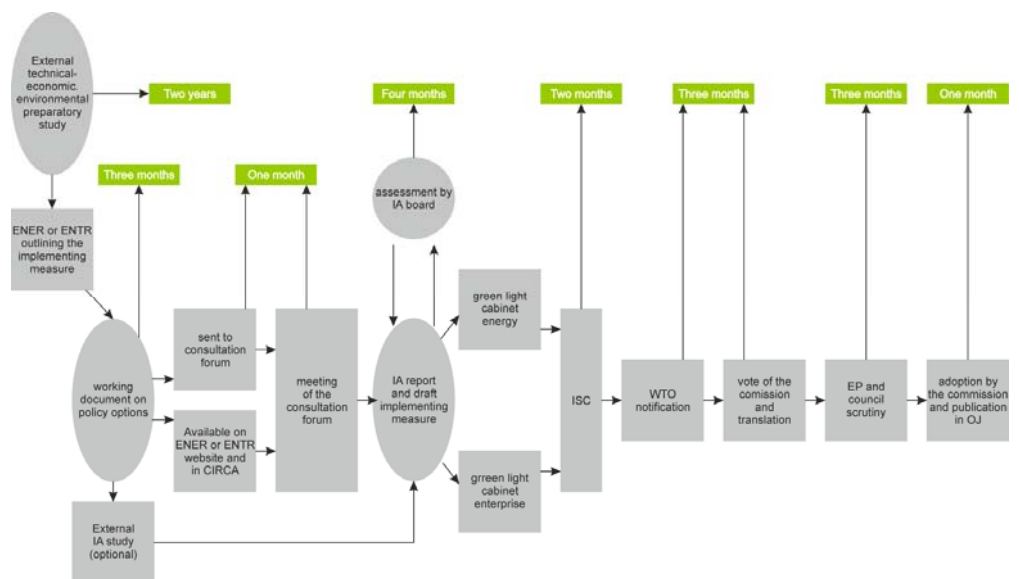 External
technical-
economic.
environmental
preparatory
study
Two years
Four months
Two months
Three months
Three months
One month
Three months
One month
assessment by
IA board
ENER or ENTR
outlining the
implementing
measure
working
document on
policy options
sent to
consultation
forum
Available on
ENER or ENTR
website and
in CIRCA
meeting
of the
consultation
forum
IA report
and draft
implementing
measure
green light
cabinet
energy
grreen light
cabinet
enterprise
ISC
WTO
notification
vote of the
comission
and
translation
EP and
council
scrutiny
adoption by
the commission
and publication
in OJ
External
IA study
(optional)